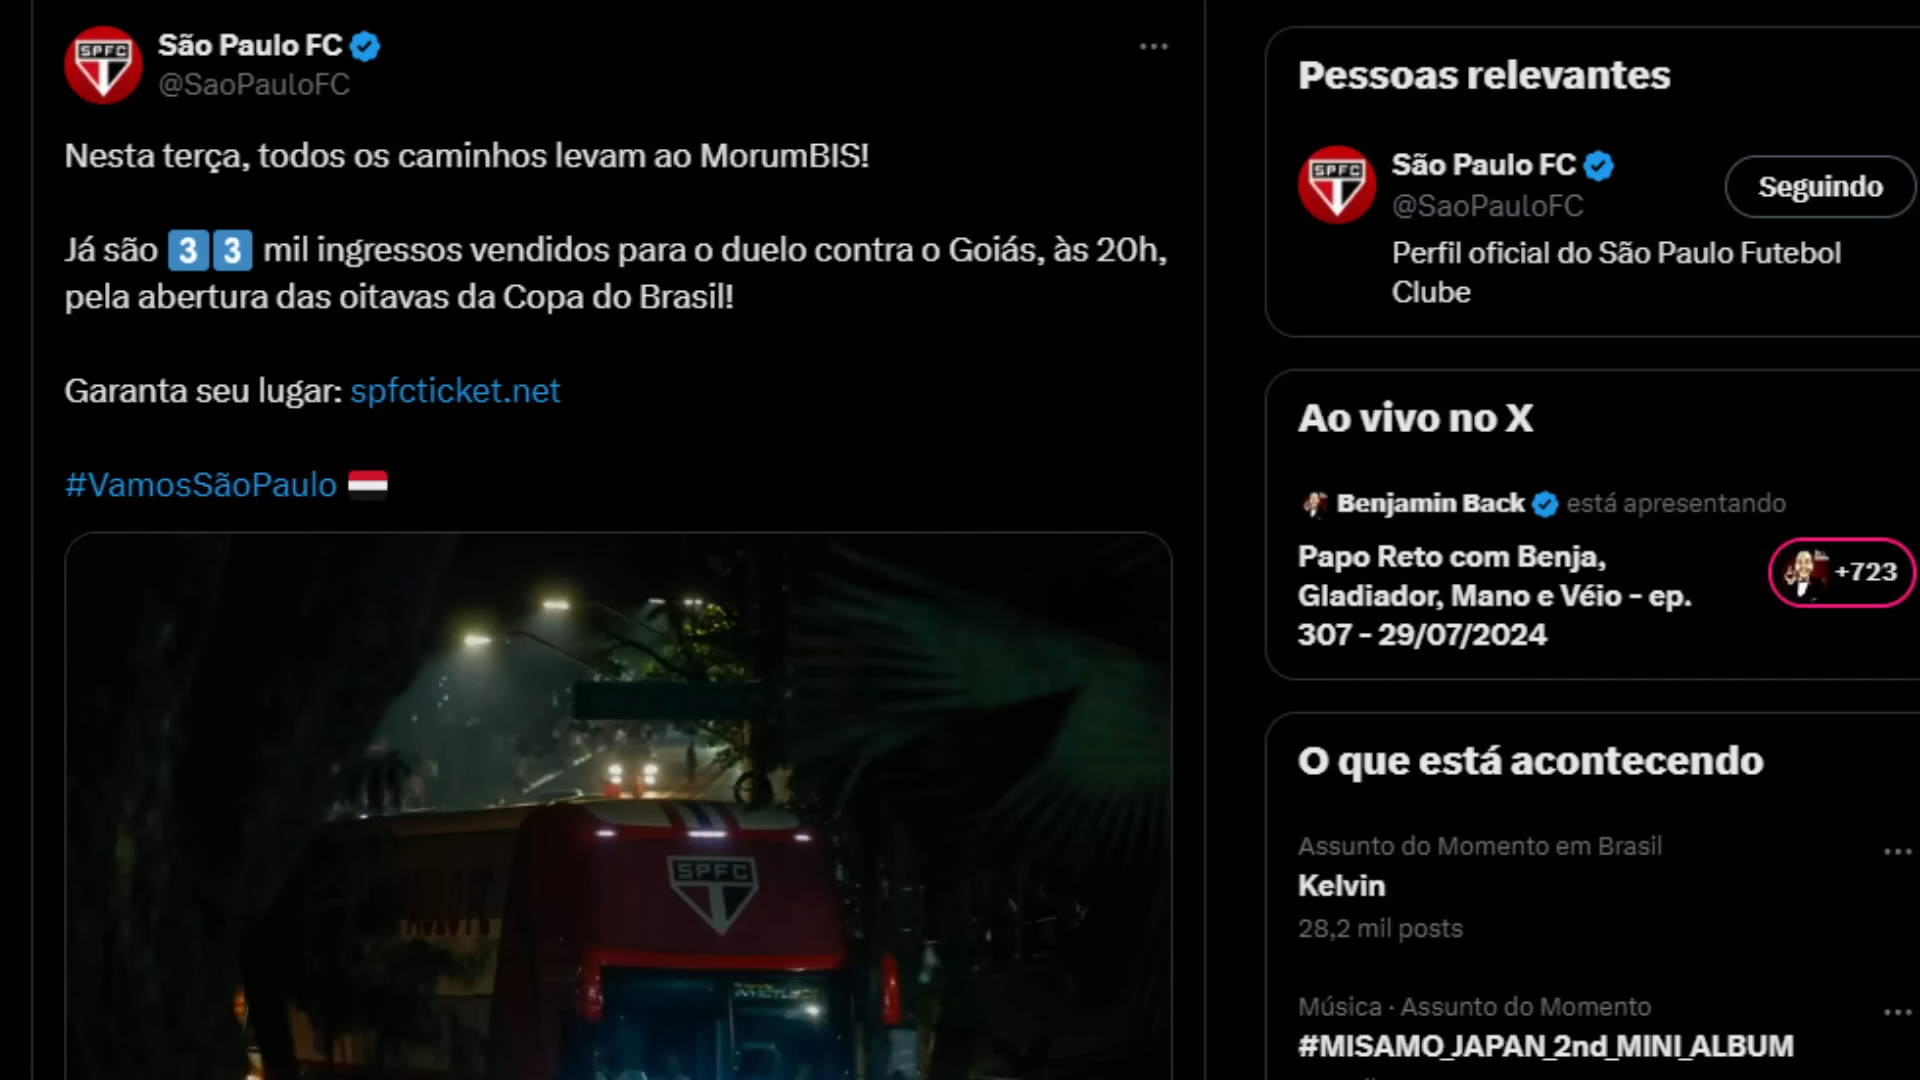 São Paulo FC
@SaoPauloFC
Nesta terça, todos os caminhos levam ao MorumBIS!
Já são 3️⃣3️⃣ mil ingressos vendidos para o duelo contra o Goiás, às 20h,
pela abertura das oitavas da Copa do Brasil!
Garanta seu lugar: spfcticket.net
#VamosSãoPaulo 🇾🇪
SPFC
Pessoas relevantes
São Paulo FC
@SaoPauloFC
Seguindo
Perfil oficial do São Paulo Futebol
Clube
Ao vivo no X
Benjamin Back está apresentando
Papo Reto com Benja,
Gladiador, Mano e Véio - ep.
307 - 29/07/2024
+723
O que está acontecendo
Assunto do Momento em Brasil
Kelvin
28,2 mil posts
Música · Assunto do Momento
#MISAMO_JAPAN_2nd_MINI_ALBUM